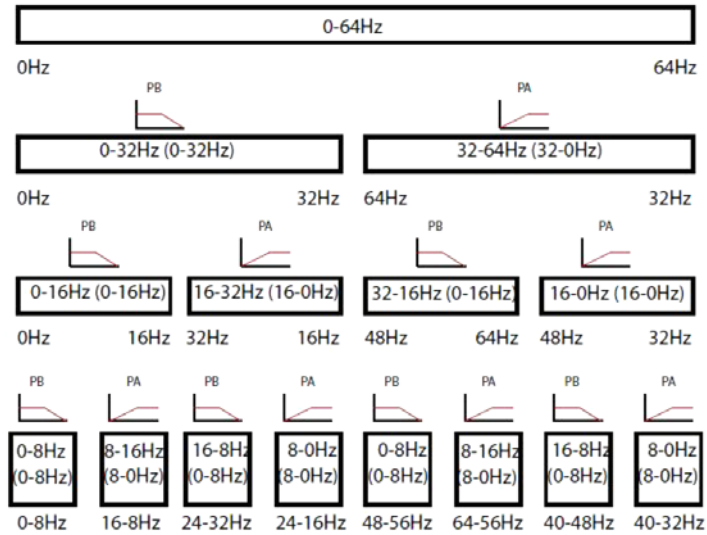 0-64Hz
0Hz 64Hz
PB PA
0-32Hz (0-32Hz) 32-64Hz (32-0Hz)
0Hz 32Hz 64Hz 32Hz
PB PA PB PA
0-16Hz (0-16Hz) 16-32Hz (16-0Hz) 32-16Hz (0-16Hz) 16-0Hz (16-0Hz)
0Hz 16Hz 32Hz 16Hz 48Hz 64Hz 48Hz 32Hz
PB PA PB PA PB PA PB PA
0-8Hz 8-16Hz 16-8Hz 8-0Hz 0-8Hz 8-16Hz 16-8Hz 8-0Hz
(0-8Hz) (8-0Hz) (0-8Hz) (8-0Hz) (0-8Hz) (8-0Hz) (0-8Hz) (8-0Hz)
0-8Hz 16-8Hz 24-32Hz 24-16Hz 48-56Hz 64-56Hz 40-48Hz 40-32Hz